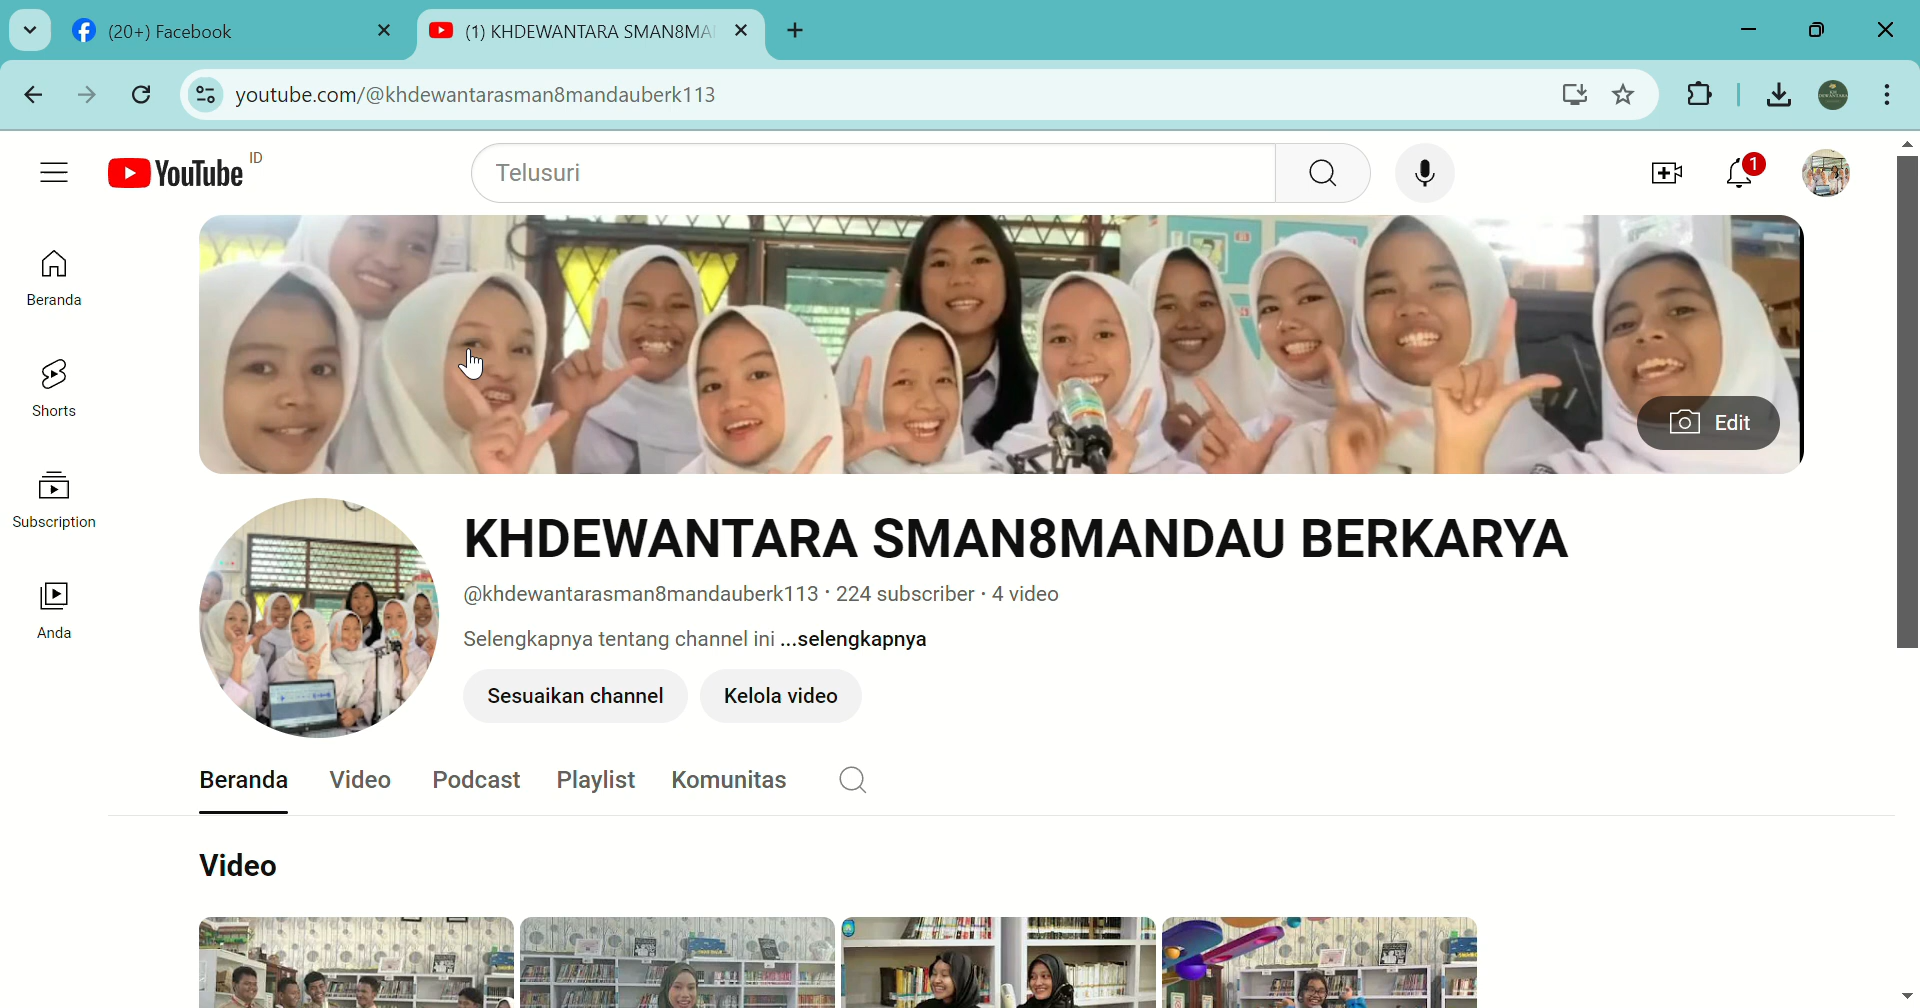 (20+) Facebook
(1) KHDEWANTARA SMAN8MA
youtube.com/@khdewantarasman8mandauberk113
YouTube ID
Telusuri
1
Beranda
Shorts
Subscription
Anda
Edit
KHDEWANTARA SMAN8MANDAU BERKARYA
@khdewantarasman8mandauberk113 · 224 subscriber · 4 video
Selengkapnya tentang channel ini ...selengkapnya
Sesuaikan channel
Kelola video
Beranda
Video
Podcast
Playlist
Komunitas
Video